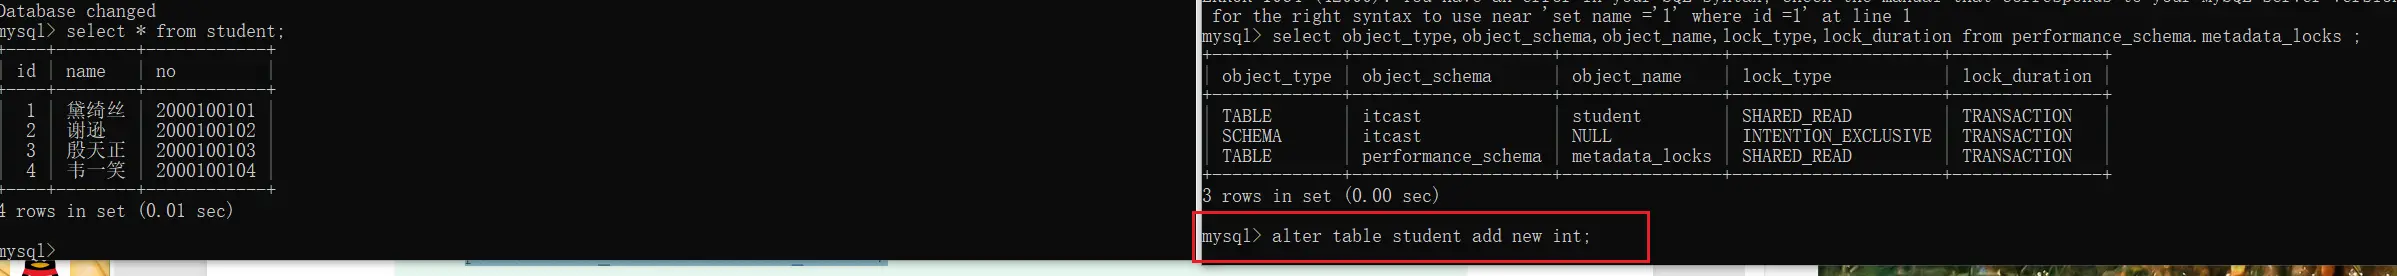 Database changed
mysql> select * from student;
+----+--------+------------+
| id | name   | no         |
+----+--------+------------+
|  1 | 黛绮丝 | 2000100101 |
|  2 | 谢逊   | 2000100102 |
|  3 | 殷天正 | 2000100103 |
|  4 | 韦一笑 | 2000100104 |
+----+--------+------------+
4 rows in set (0.01 sec)
mysql>
for the right syntax to use near 'set name ='1' where id =1' at line 1
mysql> select object_type,object_schema,object_name,lock_type,lock_duration from performance_schema.metadata_locks ;
+-------------+--------------------+----------------+---------------------+---------------+
| object_type | object_schema      | object_name    | lock_type           | lock_duration |
+-------------+--------------------+----------------+---------------------+---------------+
| TABLE       | itcast             | student        | SHARED_READ         | TRANSACTION   |
| SCHEMA      | itcast             | NULL           | INTENTION_EXCLUSIVE | TRANSACTION   |
| TABLE       | performance_schema | metadata_locks | SHARED_READ         | TRANSACTION   |
+-------------+--------------------+----------------+---------------------+---------------+
3 rows in set (0.00 sec)
mysql> alter table student add new int;